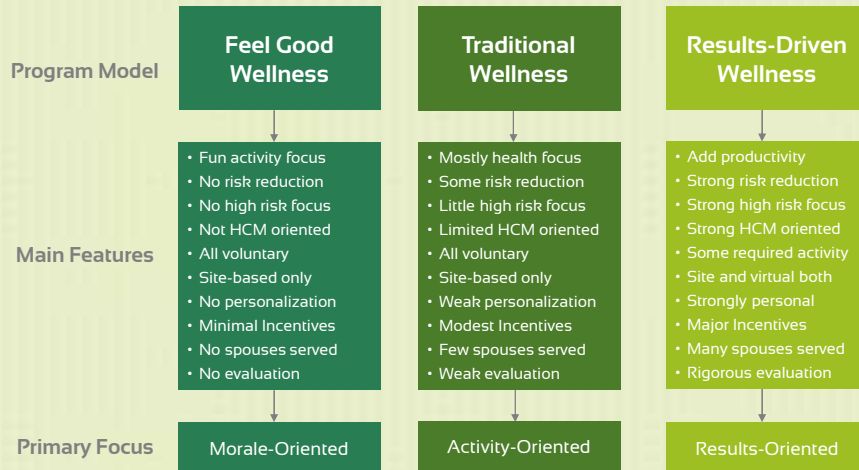 Program Model
Feel Good
Wellness
Traditional
Wellness
Results-Driven
Wellness
Main Features
• Fun activity focus
• No risk reduction
• No high risk focus
• Not HCM oriented
• All voluntary
• Site-based only
• No personalization
• Minimal Incentives
• No spouses served
• No evaluation
• Mostly health focus
• Some risk reduction
• Little high risk focus
• Limited HCM oriented
• All voluntary
• Site-based only
• Weak personalization
• Modest Incentives
• Few spouses served
• Weak evaluation
• Add productivity
• Strong risk reduction
• Strong high risk focus
• Strong HCM oriented
• Some required activity
• Site and virtual both
• Strongly personal
• Major Incentives
• Many spouses served
• Rigorous evaluation
Primary Focus
Morale-Oriented
Activity-Oriented
Results-Oriented